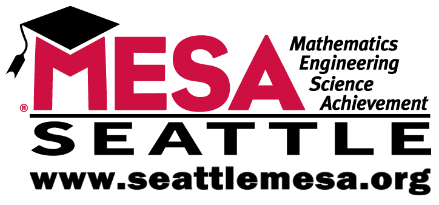 ®MESA
Mathematics
Engineering
Science
Achievement
SEATTLE
www.seattlemesa.org